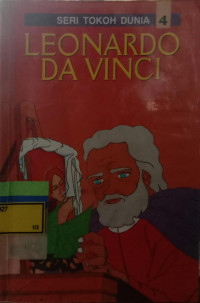 SERI TOKOH DUNIA 4
LEONARDO
DA VINCI